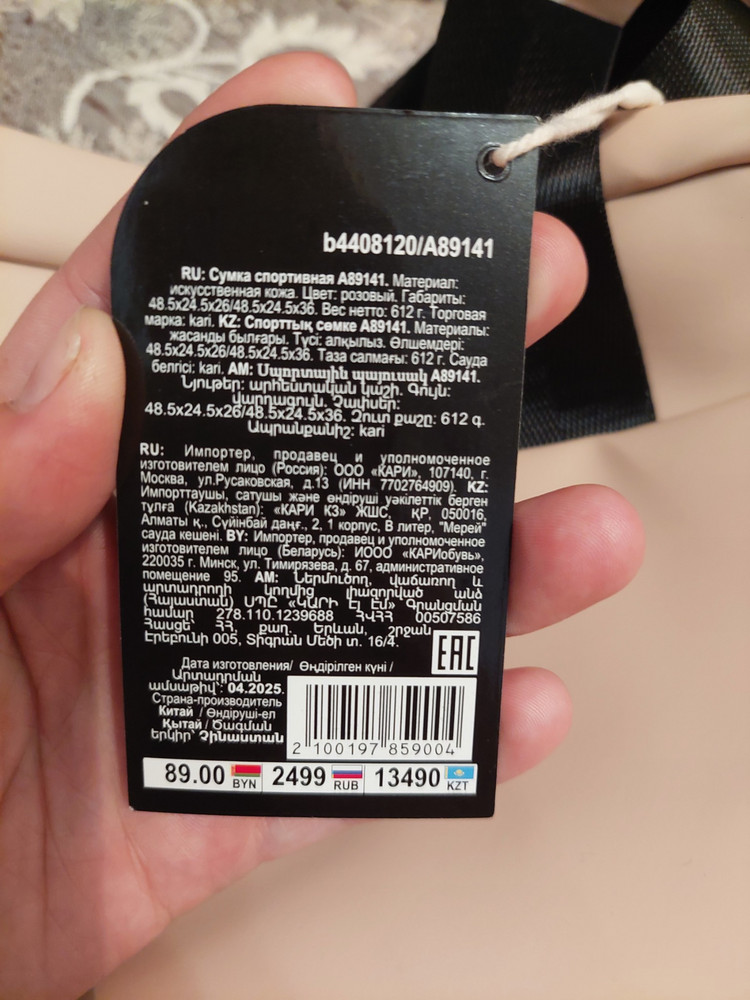 b4408120/A89141
RU: Сумка спортивная A89141. Материал:
искусственная кожа. Цвет: розовый. Габариты:
48.5x24.5x26/48.5x24.5x36. Вес нетто: 612 г. Торговая
марка: kari. KZ: Спорттық сөмке A89141. Материалы:
жасанды былғары. Түсі: алқызыл. Өлшемдері:
48.5x24.5x26/48.5x24.5x36. Таза салмағы: 612 г. Сауда
белгісі: kari. AM: Սպորտային պայուսակ A89141.
Նյութեր: արհեստական կաշի. Գույն:
վարդագույն. Չափսեր:
48.5x24.5x26/48.5x24.5x36. Զուտ քաշը: 612 գ.
Ապրանքանիշ: kari
RU: Импортер, продавец и уполномоченное
изготовителем лицо (Россия): ООО «КАРИ», 107140, г.
Москва, ул.Русаковская, д.13 (ИНН 7702764909). KZ:
Импорттаушы, сатушы және өндіруші уәкілеттік берген
тұлға (Kazakhstan): «КАРИ КЗ» ЖШС, ҚР, 050016,
Алматы қ., Сүйінбай даңғ., 2, 1 корпус, В литер, "Мерей"
сауда кешені. BY: Импортер, продавец и уполномоченное
изготовителем лицо (Беларусь): ИООО «КАРИобувь»,
220035 г. Минск, ул. Тимирязева, д. 67, административное
помещение 95. AM: Ներմուծող, վաճառող և
արտադրողի կողմից լիազորված անձ
(Հայաստան) ՍՊԸ «ԿԱՐԻ ԷԼ ԷՄ» Գրանցման
համար 278.110.1239688 ՀՎՀՀ 00507586
Հասցե՝ ՀՀ, քաղ. Երևան, շրջան
Էրեբունի 005, Տիգրան Մեծի տ. 16/4.
EAC
Дата изготовления/ Өндірілген күні /
Արտադրման
ամսաթիվ՝ 04.2025.
Страна-производитель
Китай / Өндіруші-ел
Қытай / Ծագման
երկիր՝ Չինաստան
2 100197 859004
89.00 BYN 2499 RUB 13490 KZT